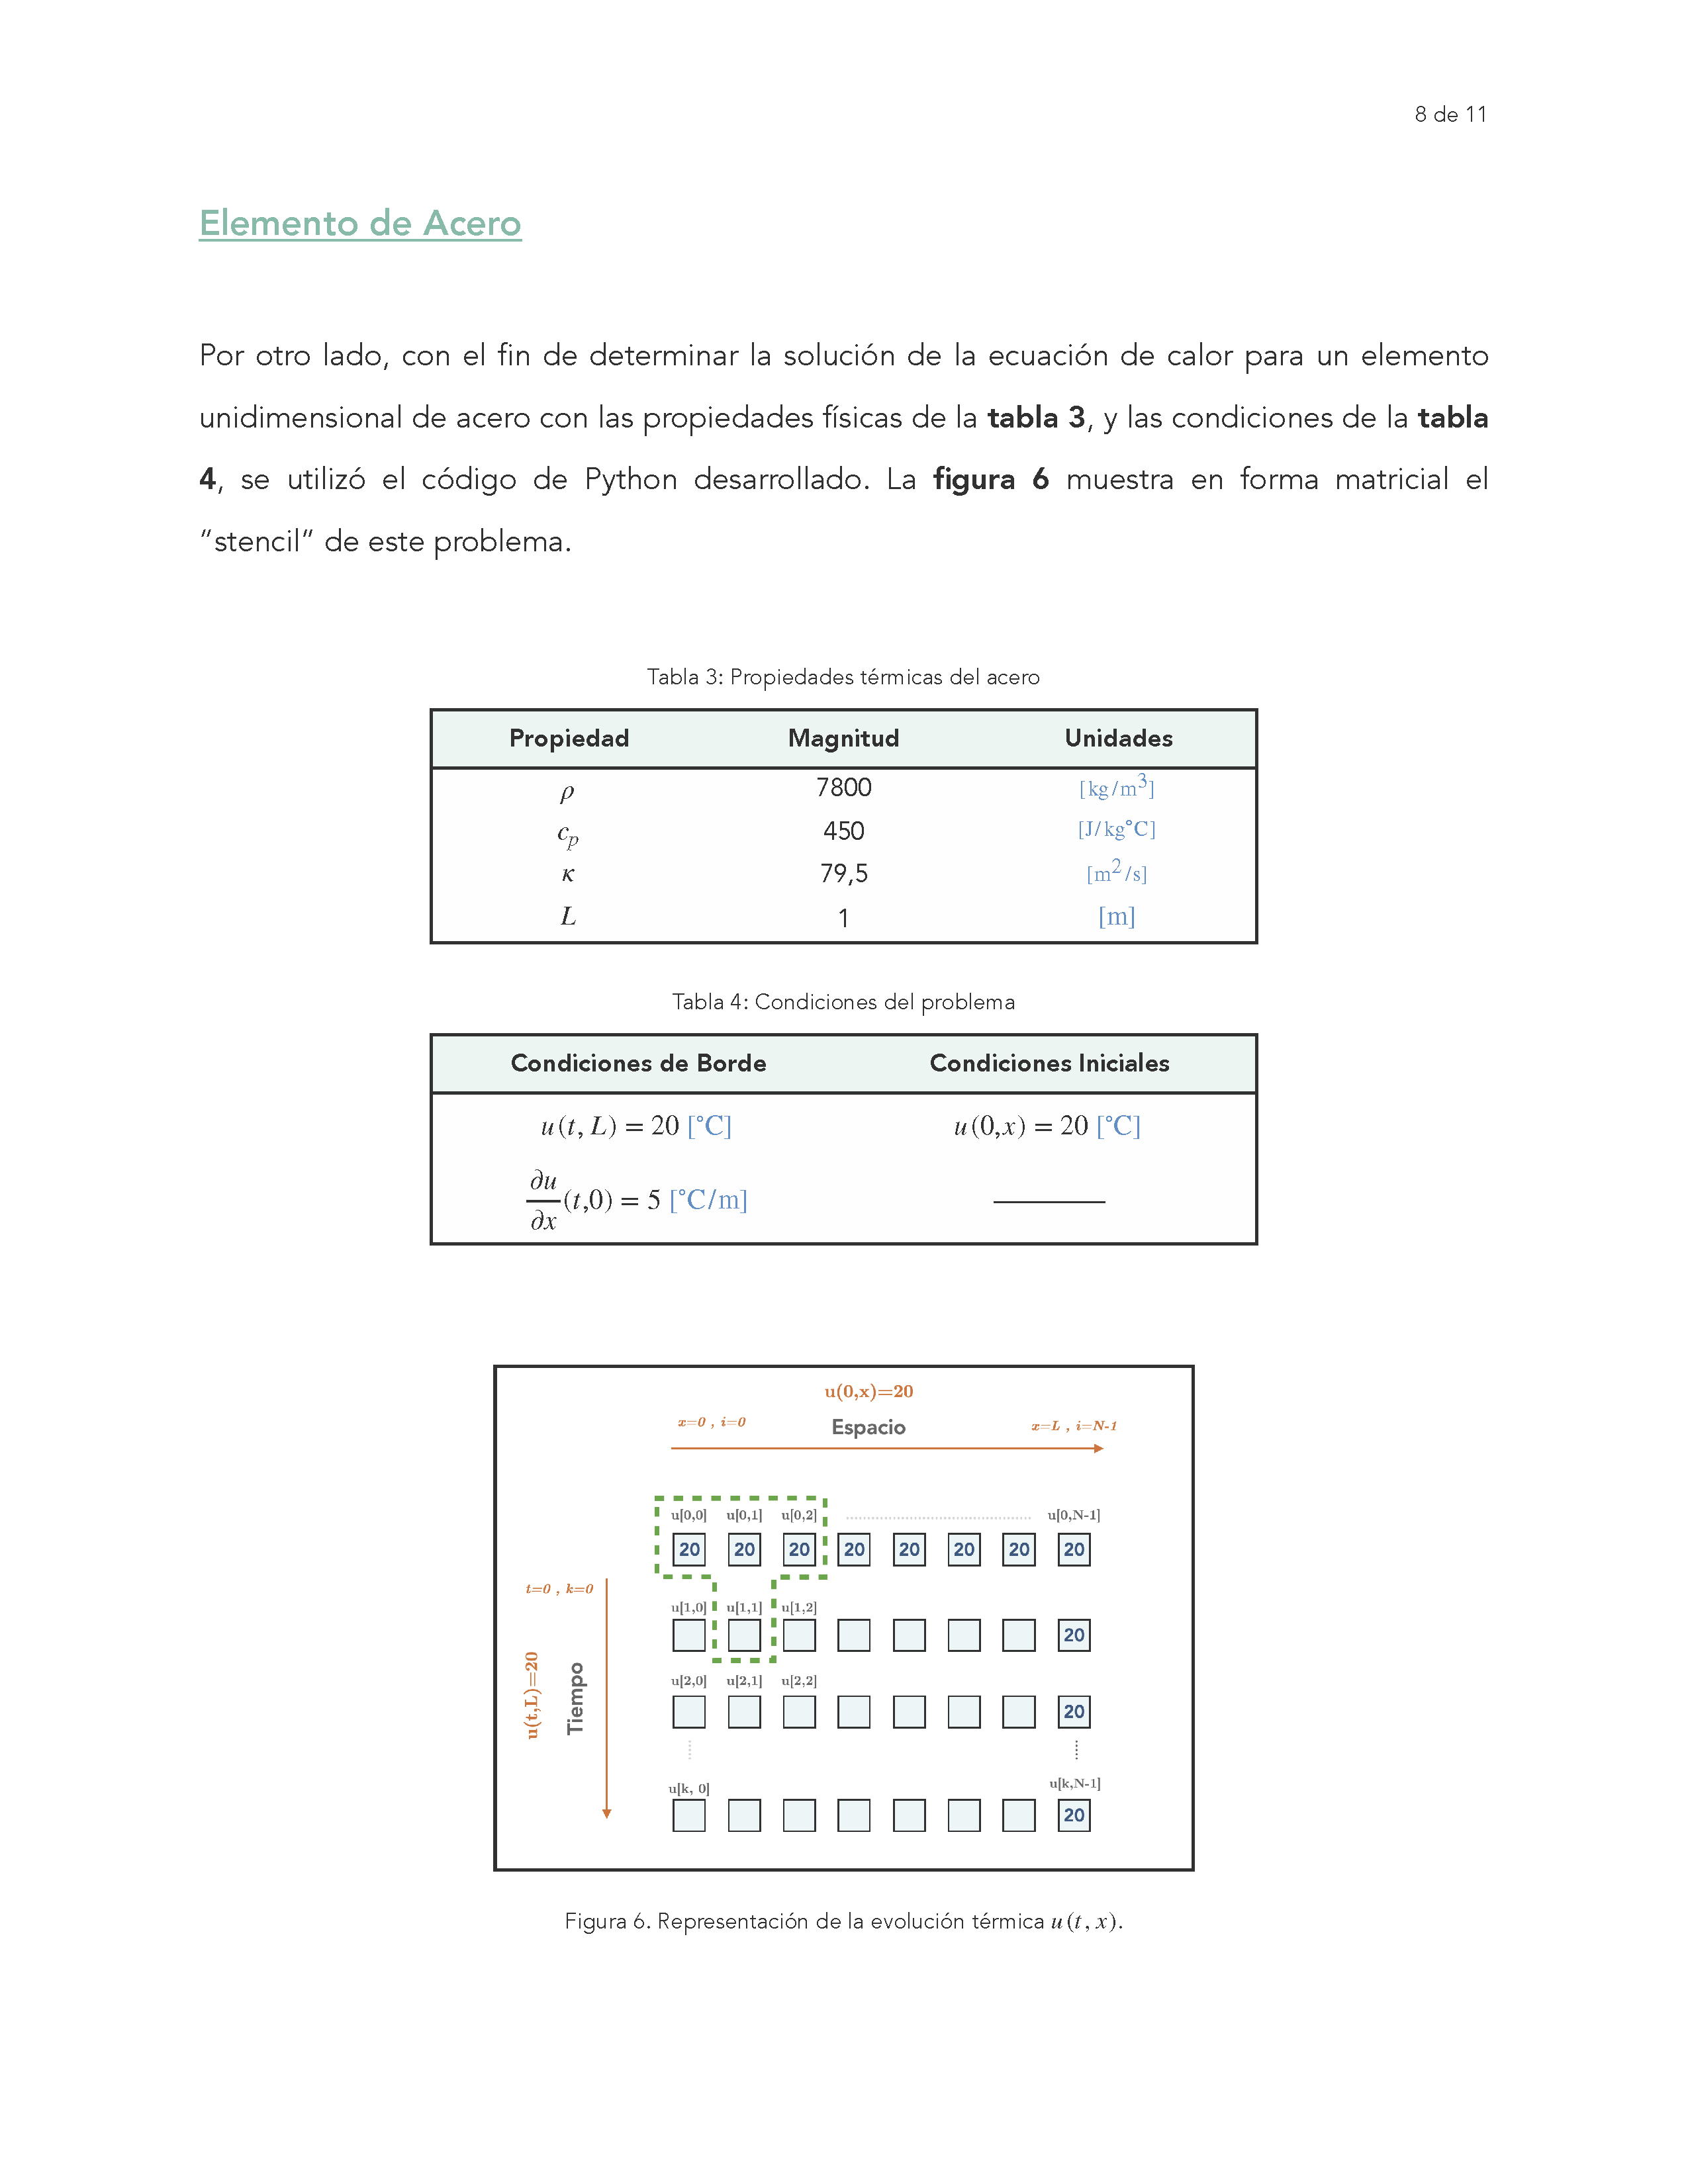 8 de 11
Elemento de Acero
Por otro lado, con el fin de determinar la solución de la ecuación de calor para un elemento
unidimensional de acero con las propiedades físicas de la tabla 3, y las condiciones de la tabla
4, se utilizó el código de Python desarrollado. La figura 6 muestra en forma matricial el
"stencil" de este problema.
Tabla 3: Propiedades térmicas del acero
Propiedad Magnitud Unidades
ρ 7800 [kg/m³]
c_p 450 [J/kg°C]
κ 79,5 [m²/s]
L 1 [m]
Tabla 4: Condiciones del problema
Condiciones de Borde Condiciones Iniciales
u(t, L) = 20 [°C] u(0,x) = 20 [°C]
∂u/∂x (t,0) = 5 [°C/m]
u(0,x)=20
x=0 , i=0 Espacio x=L , i=N-1
u[0,0] u[0,1] u[0,2] u[0,N-1]
20 20 20 20 20 20 20 20
t=0 , k=0
u[1,0] u[1,1] u[1,2]
20
u(t,L)=20
Tiempo
u[2,0] u[2,1] u[2,2]
20
u[k, 0] u[k,N-1]
20
Figura 6. Representación de la evolución térmica u(t, x).